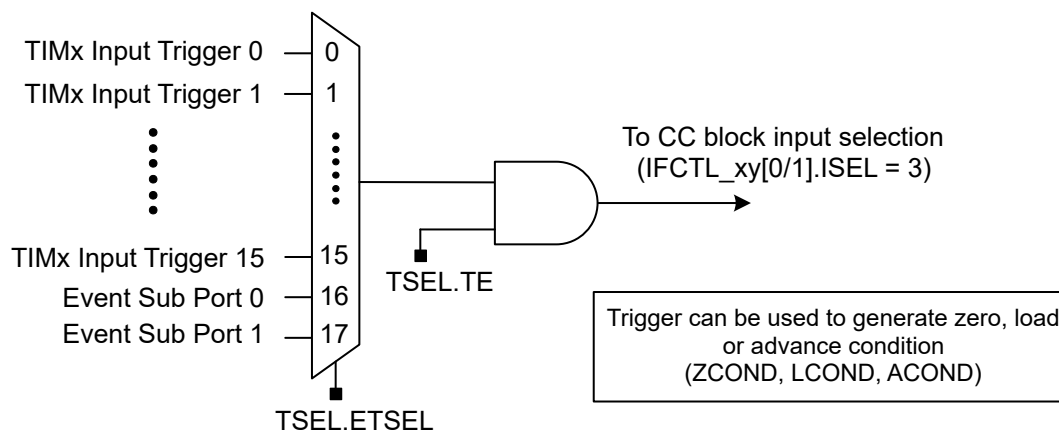 TIMx Input Trigger 0
0
TIMx Input Trigger 1
1
To CC block input selection
(IFCTL_xy[0/1].ISEL = 3)
TIMx Input Trigger 15
15
TSEL.TE
Event Sub Port 0
16
Event Sub Port 1
17
Trigger can be used to generate zero, load
or advance condition
(ZCOND, LCOND, ACOND)
TSEL.ETSEL